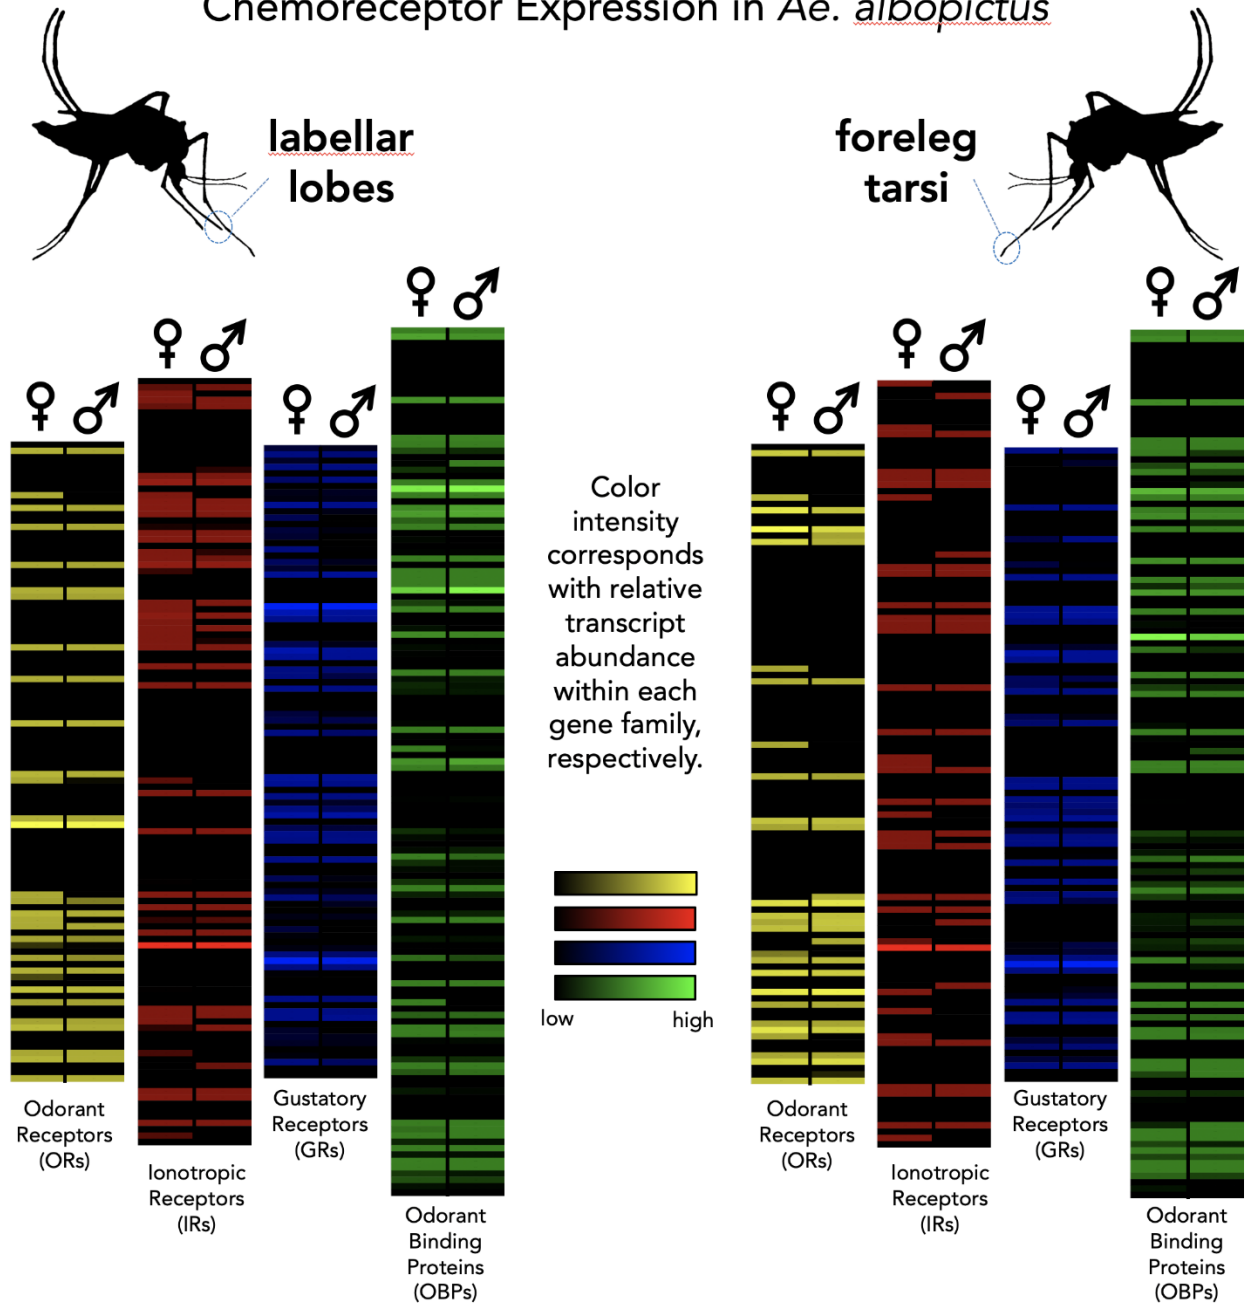 Chemoreceptor Expression in Ae. albopictus
labellar
lobes
foreleg
tarsi
♀ ♂
♀ ♂
♀ ♂
♀ ♂
♀ ♂
♀ ♂
♀ ♂
♀ ♂
Color
intensity
corresponds
with relative
transcript
abundance
within each
gene family,
respectively.
low high
Odorant
Receptors
(ORs)
Ionotropic
Receptors
(IRs)
Gustatory
Receptors
(GRs)
Odorant
Binding
Proteins
(OBPs)
Odorant
Receptors
(ORs)
Ionotropic
Receptors
(IRs)
Gustatory
Receptors
(GRs)
Odorant
Binding
Proteins
(OBPs)